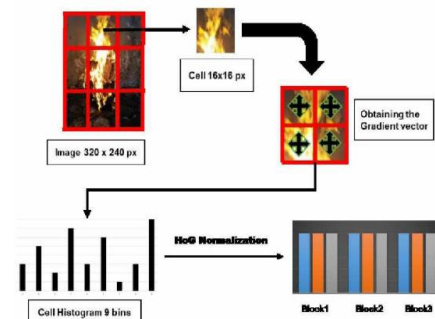 Cell 16x16 px
Obtaining the
Gradient vector
Image 320 x 240 px
HoG Normalization
Cell Histogram 9 bins
Block1 Block2 Block3